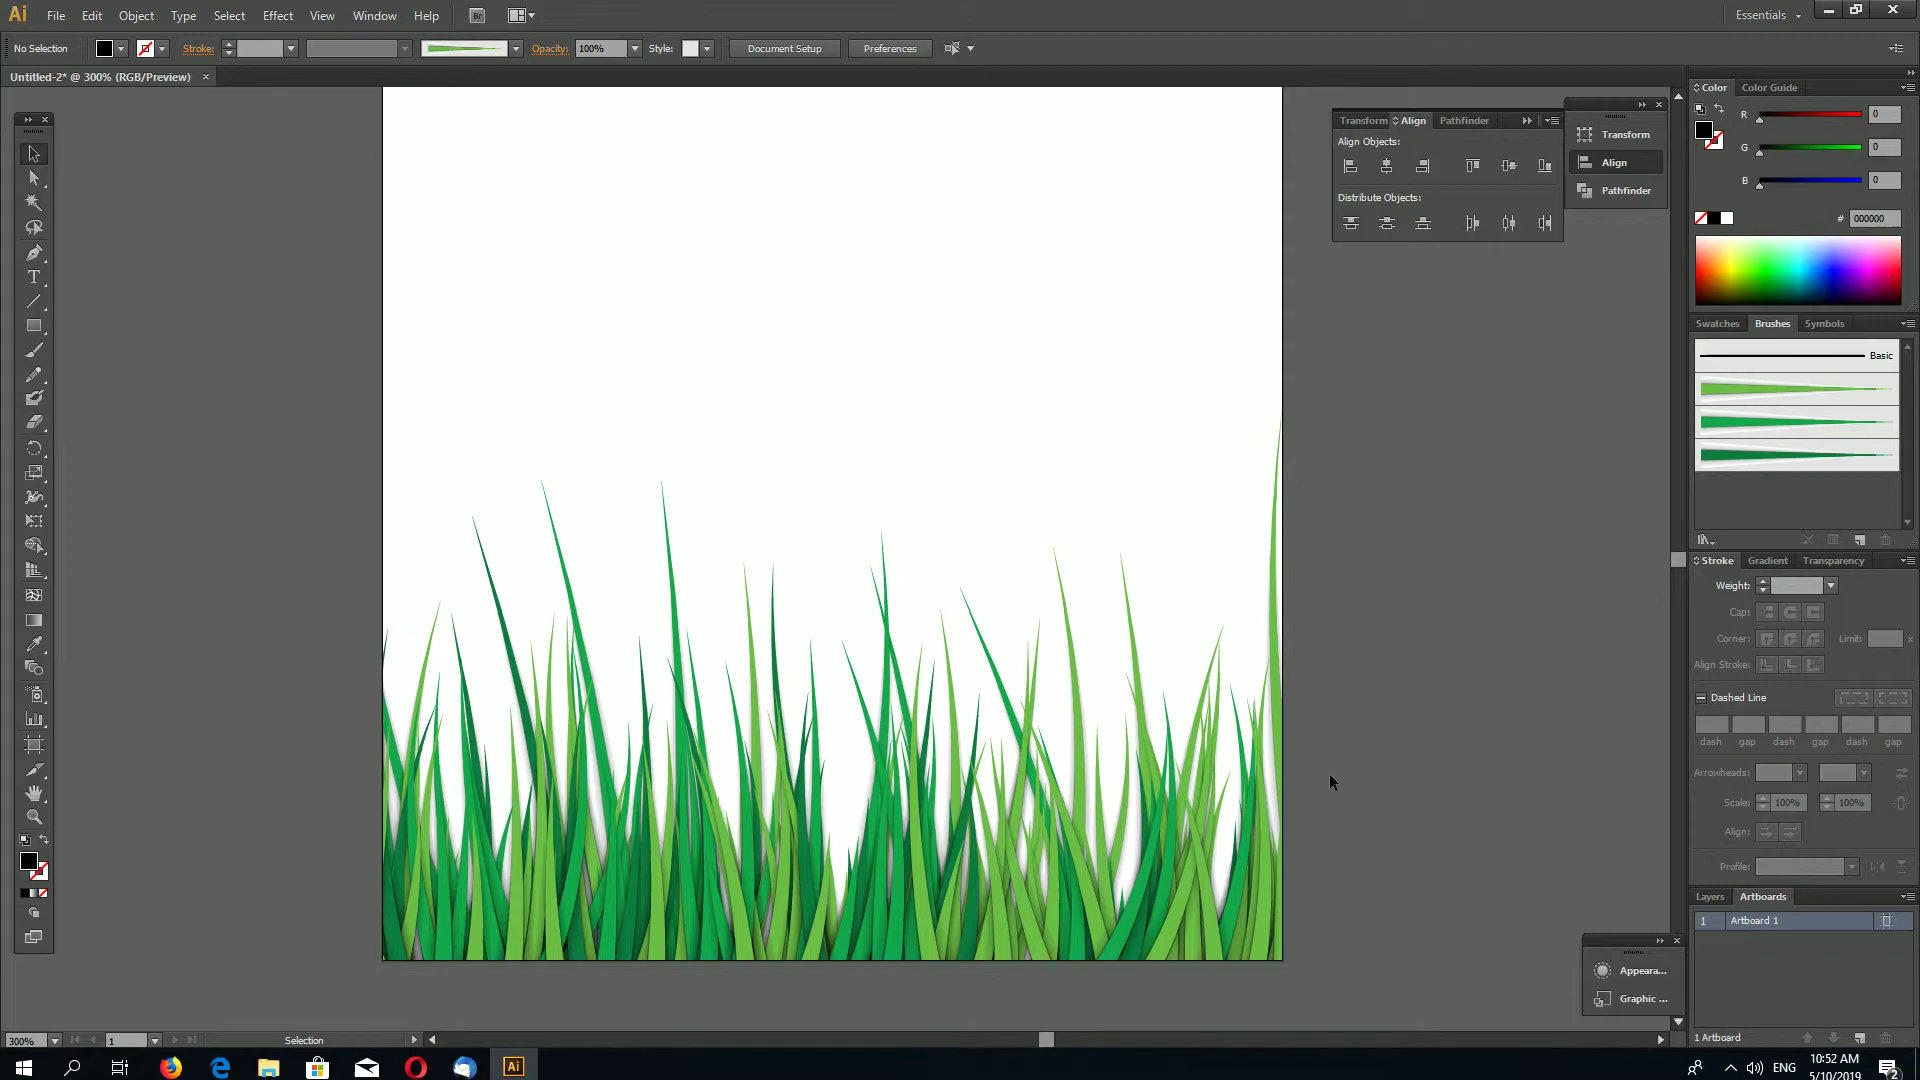 Ai File Edit Object Type Select Effect View Window Help Br Essentials
No Selection Stroke: Opacity: 100% Style: Document Setup Preferences
Untitled-2* @ 300% (RGB/Preview)
Color Color Guide
R 0
G 0
B 0
# 000000
Transform Align Pathfinder
Align Objects:
Distribute Objects:
Transform
Align
Pathfinder
Swatches Brushes Symbols
Basic
Stroke Gradient Transparency
Weight:
Cap:
Corner: Limit: x
Align Stroke:
Dashed Line
dash gap dash gap dash gap
Arrowheads:
Scale: 100% 100%
Align:
Profile:
Layers Artboards
1 Artboard 1
1 Artboard
Appeara...
Graphic ...
T
300% 1 Selection
Ai ENG 10:52 AM
5/10/2019
2